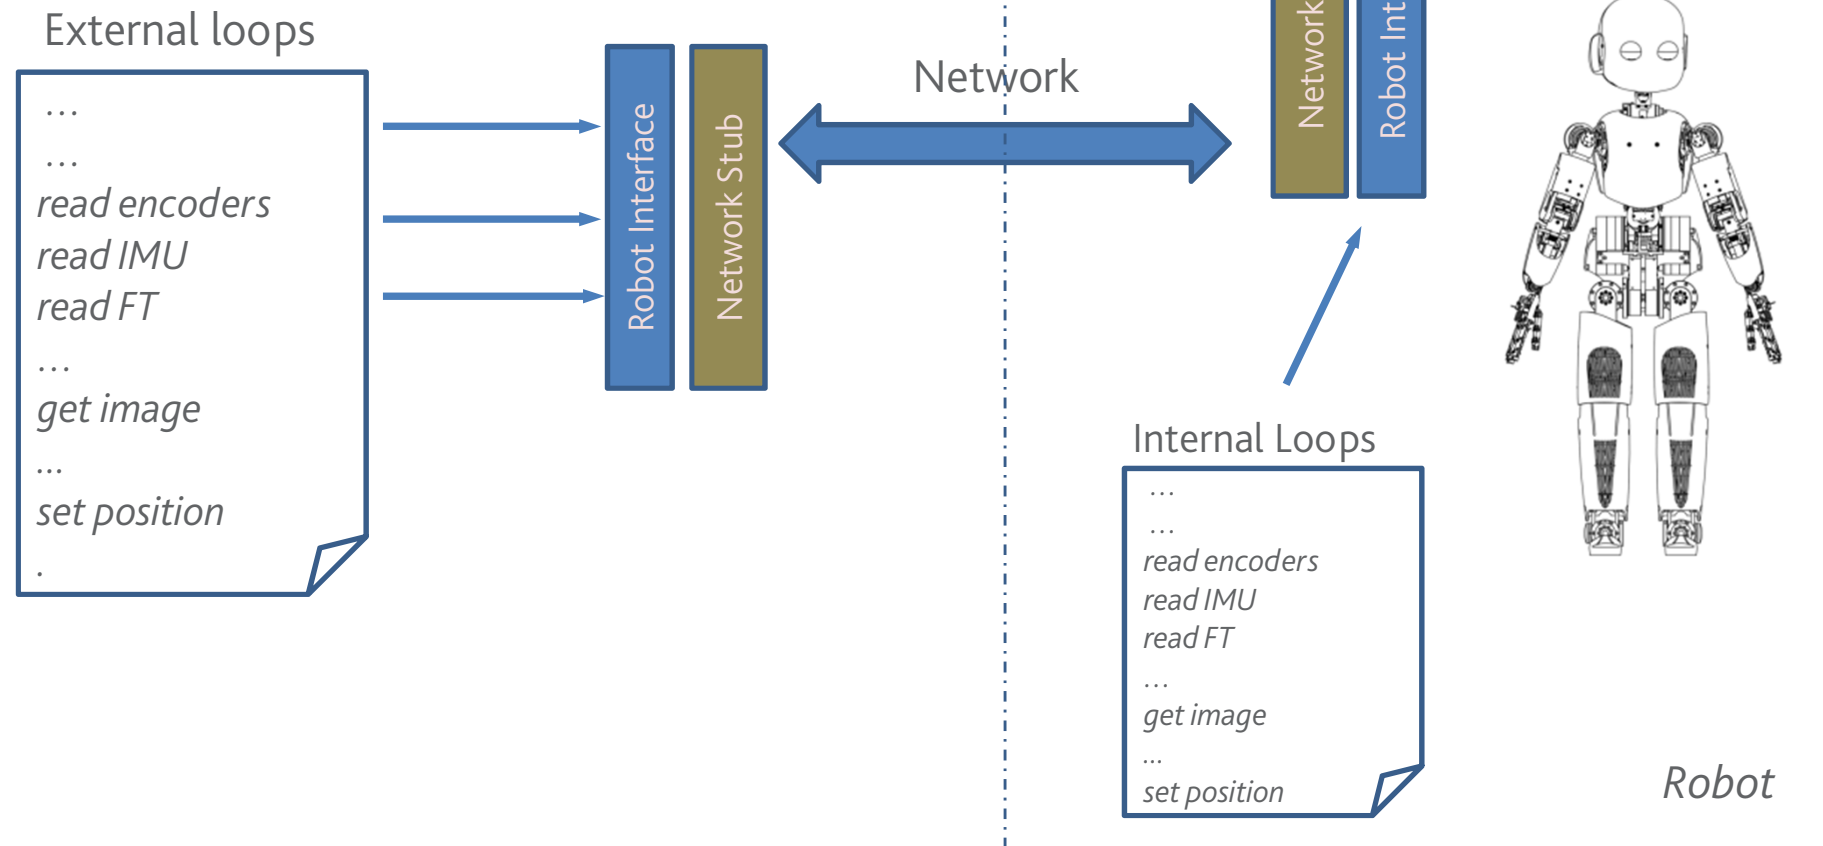 External loops
…
…
read encoders
read IMU
read FT
…
get image
...
set position
.
Robot Interface
Network Stub
Network
Network
Robot Int
Internal Loops
…
…
read encoders
read IMU
read FT
…
get image
...
set position
Robot